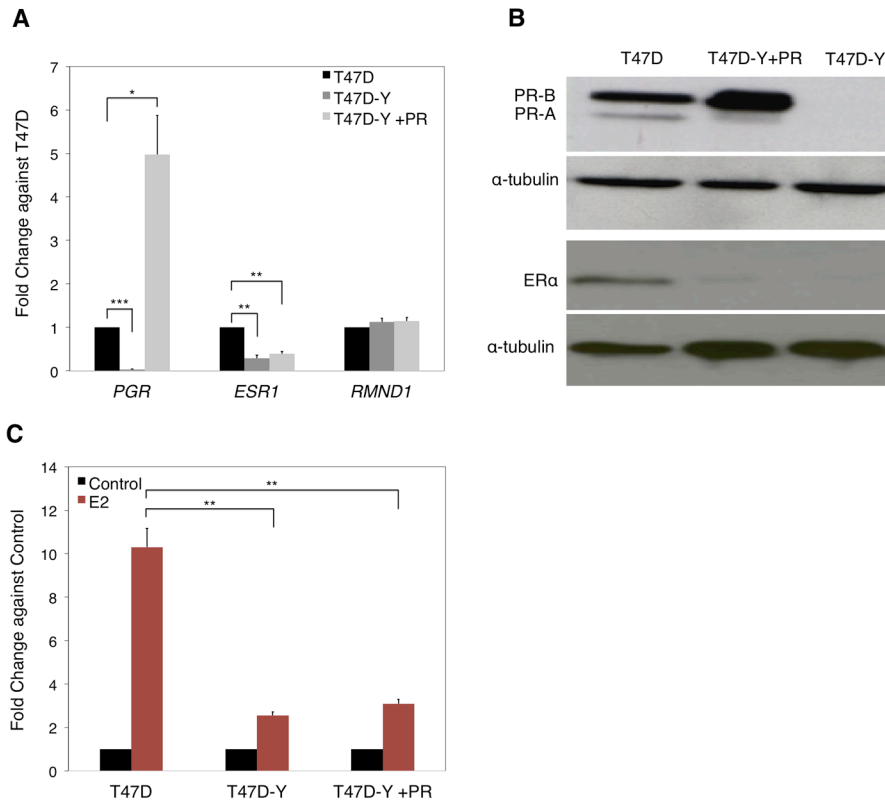 A
7
6
5
4
3
2
1
0
Fold Change against T47D
T47D
T47D-Y
T47D-Y +PR
*
***
**
**
PGR
ESR1
RMND1
B
T47D
T47D-Y+PR
T47D-Y
PR-B
PR-A
α-tubulin
ERα
α-tubulin
C
14
12
10
8
6
4
2
0
Fold Change against Control
Control
E2
**
**
T47D
T47D-Y
T47D-Y +PR